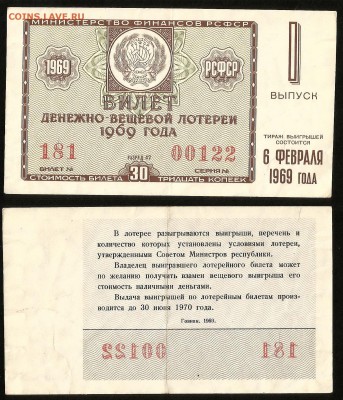 COINS.LAVE.RU
МИНИСТЕРСТВО ФИНАНСОВ РСФСР
1969
РСФСР
БИЛЕТ
ДЕНЕЖНО-ВЕЩЕВОЙ ЛОТЕРЕИ
1969 ГОДА
181
00122
БИЛЕТ №
РАЗРЯД
СЕРИЯ №
СТОИМОСТЬ БИЛЕТА
30
ТРИДЦАТЬ КОПЕЕК
I
ВЫПУСК
ТИРАЖ ВЫИГРЫШЕЙ
СОСТОИТСЯ
6 ФЕВРАЛЯ
1969 ГОДА
В лотерее разыгрываются выигрыши, перечень и
количество которых установлены условиями лотереи,
утвержденными Советом Министров республики.
Владелец выигравшего лотерейного билета может
по желанию получить взамен вещевого выигрыша его
стоимость наличными деньгами.
Выдача выигрышей по лотерейным билетам произ-
водится до 30 июня 1970 года.
Гознак. 1969.
00122
181